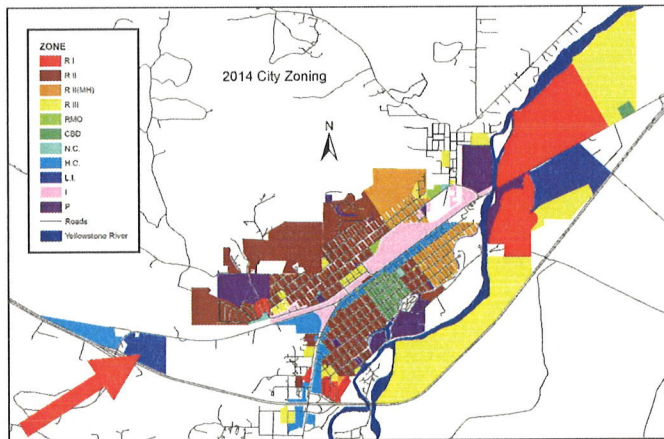 2014 City Zoning
N
ZONE
R I
R II
R II(MH)
R III
RMO
CBD
N.C.
H.C.
L.I.
I
P
Roads
Yellowstone River